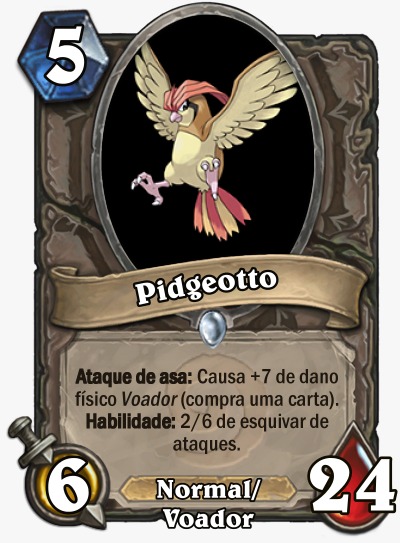 5
Pidgeotto
Ataque de asa: Causa +7 de dano
físico Voador (compra uma carta).
Habilidade: 2/6 de esquivar de
ataques.
6
Normal/
Voador
24